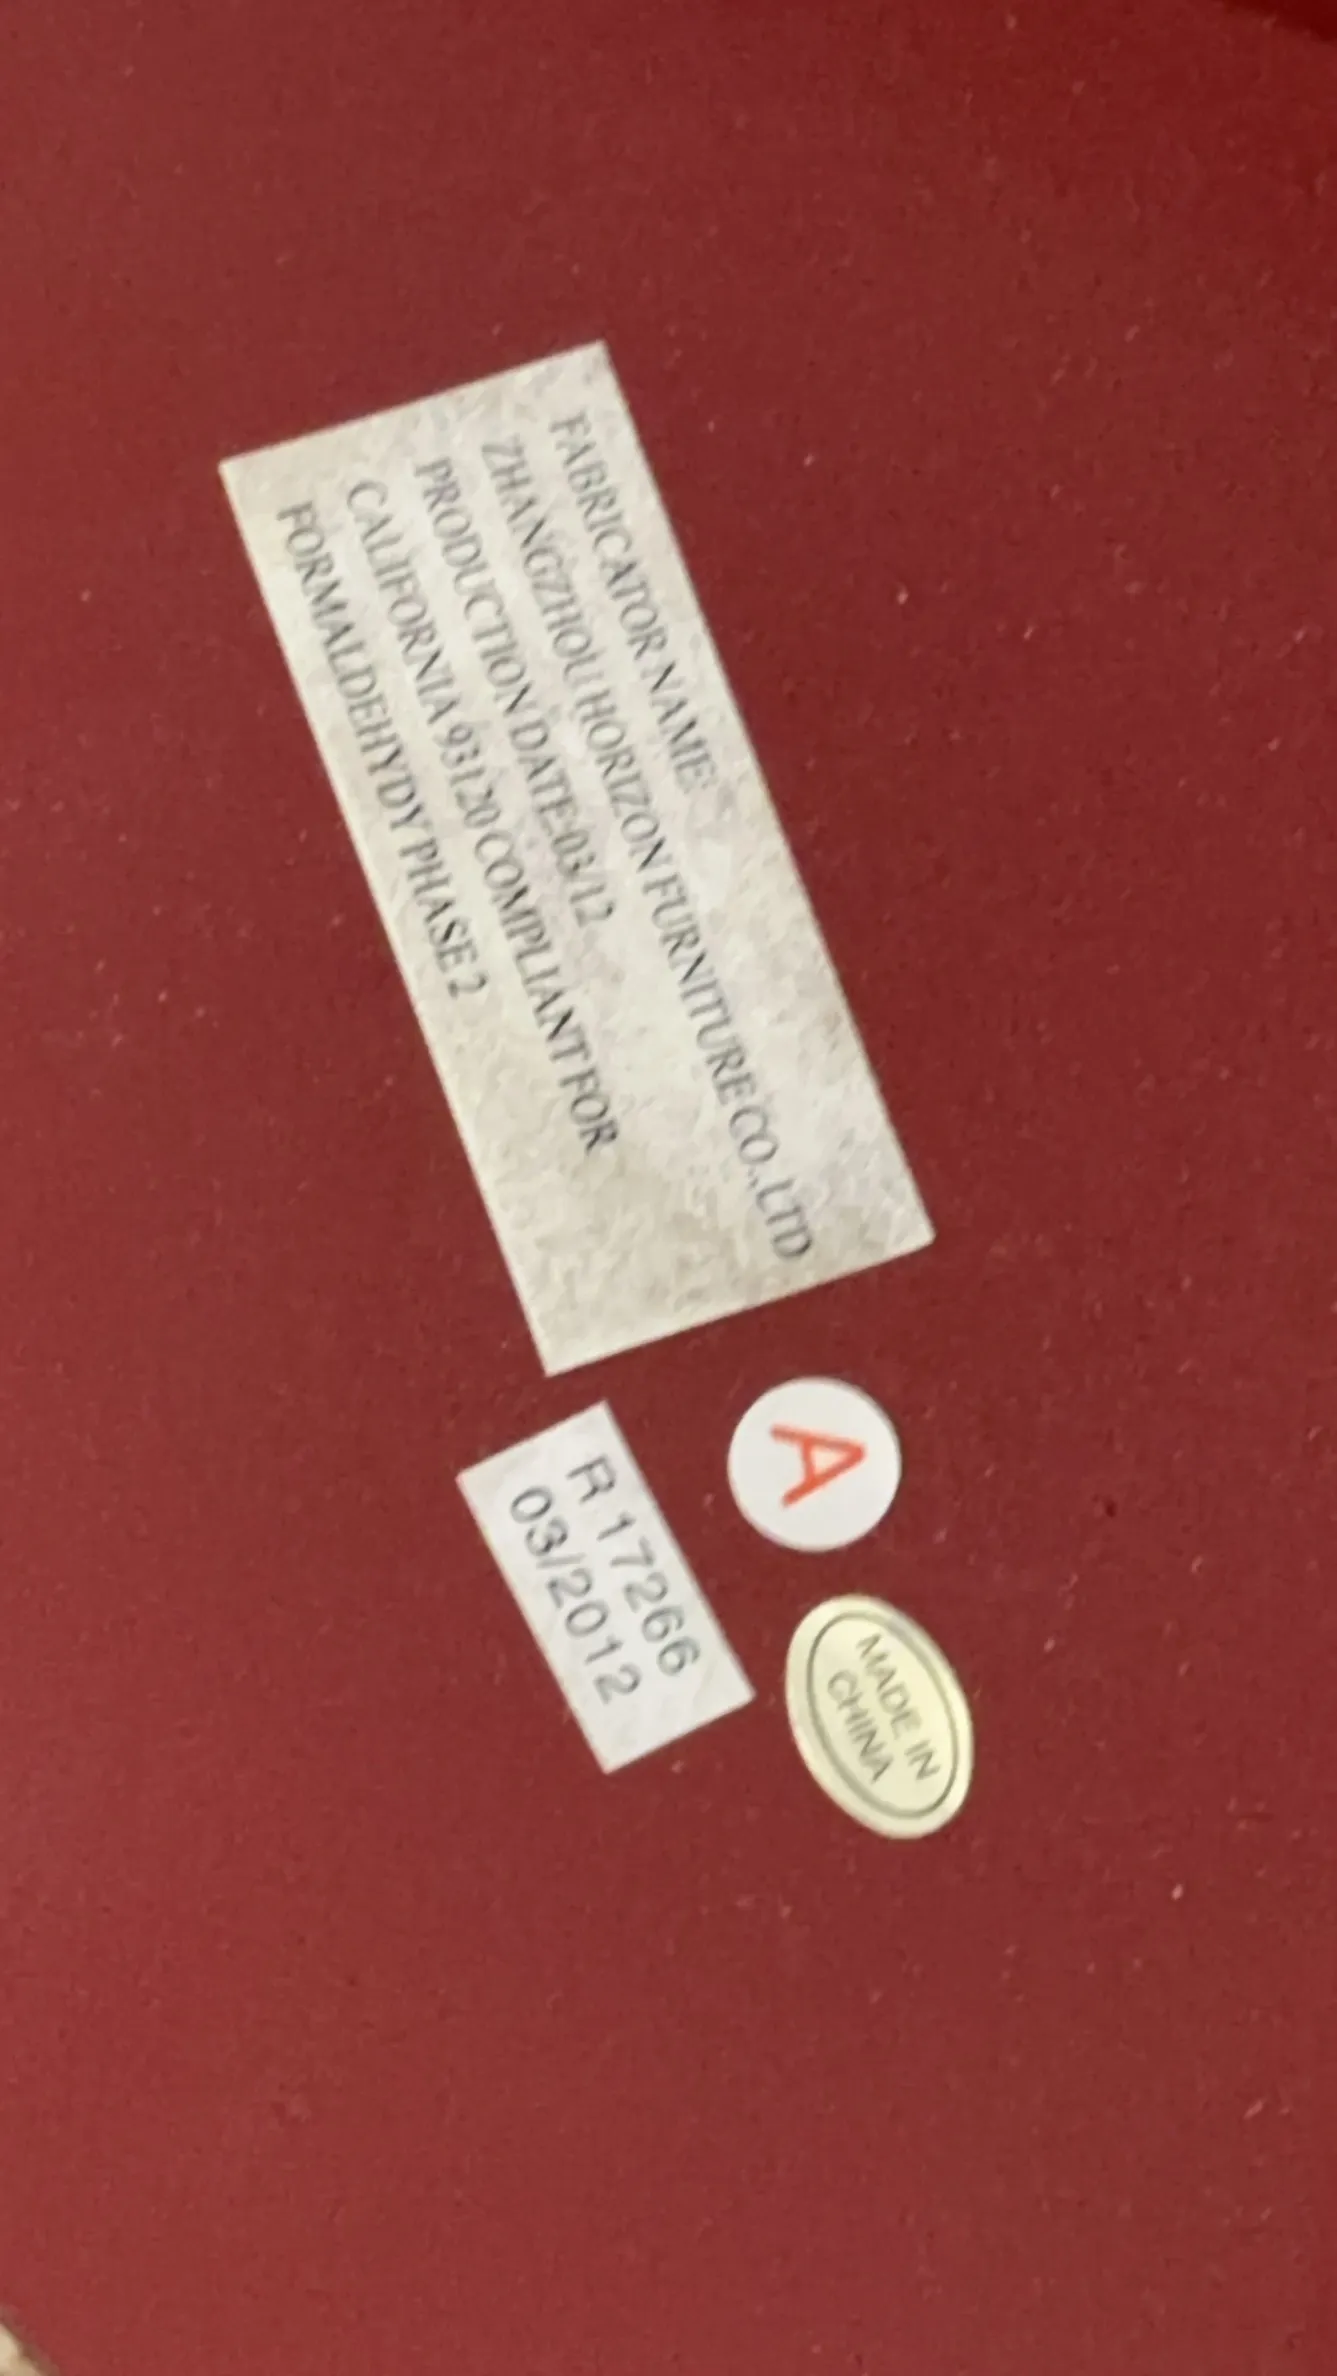 FABRICATOR NAME:
ZHANGZHOU HORIZON FURNITURE CO.,LTD
PRODUCTION DATE:03/12
CALIFORNIA 93120 COMPLIANT FOR
FORMALDEHYDY PHASE 2
A
R 17266
03/2012
MADE IN
CHINA